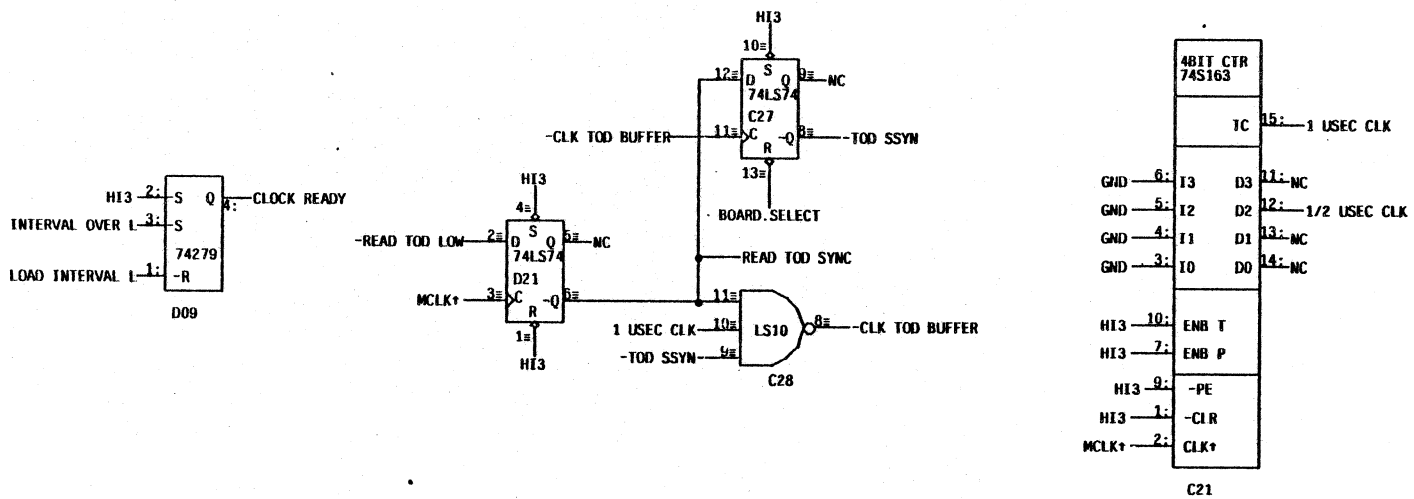 HI3 2: S Q 4: CLOCK READY
INTERVAL OVER L 3: S
74279
LOAD INTERVAL L 1: -R
D09
HI3
4≡
-READ TOD LOW 2≡ D S Q 5≡ NC
74LS74
D21
MCLK↑ 3≡ C -Q 6≡
R
1≡
HI3
HI3
10≡
12≡ D S Q 9≡ NC
74LS74
C27
-CLK TOD BUFFER 11≡ C -Q 8≡ -TOD SSYN
R
13≡
BOARD.SELECT
READ TOD SYNC
11≡
1 USEC CLK 10≡ LS10 8≡ -CLK TOD BUFFER
-TOD SSYN 9≡
C28
4BIT CTR
74S163
TC 15: 1 USEC CLK
GND 6: I3 D3 11: NC
GND 5: I2 D2 12: 1/2 USEC CLK
GND 4: I1 D1 13: NC
GND 3: I0 D0 14: NC
HI3 10: ENB T
HI3 7: ENB P
HI3 9: -PE
HI3 1: -CLR
MCLK↑ 2: CLK↑
C21